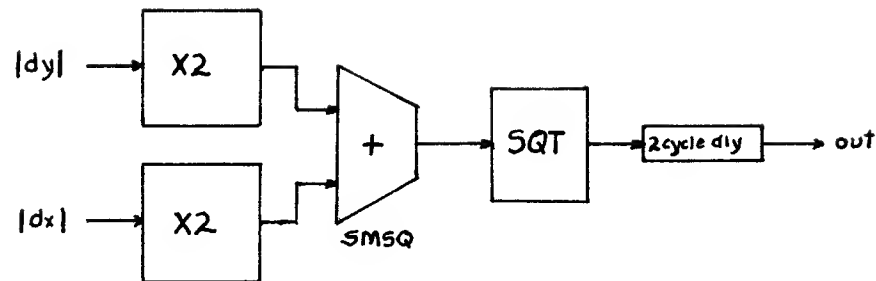 |dy|
X2
+
SQT
2cycle dly
out
|dx|
X2
SMSQ